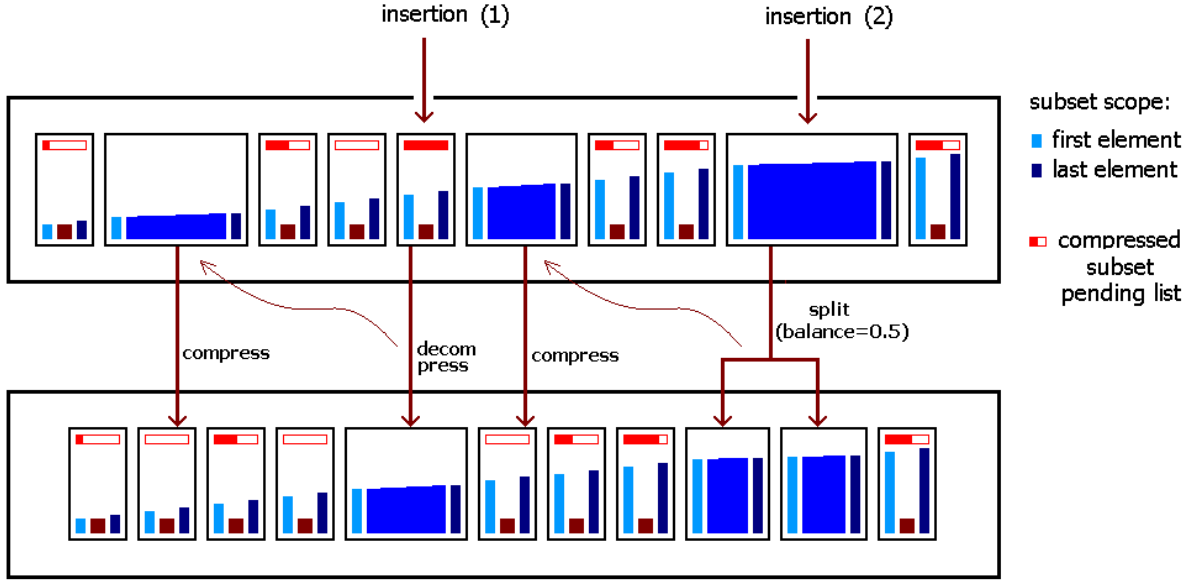 insertion (1)
insertion (2)
subset scope:
first element
last element
compressed
subset
pending list
compress
decom
press
compress
split
(balance=0.5)